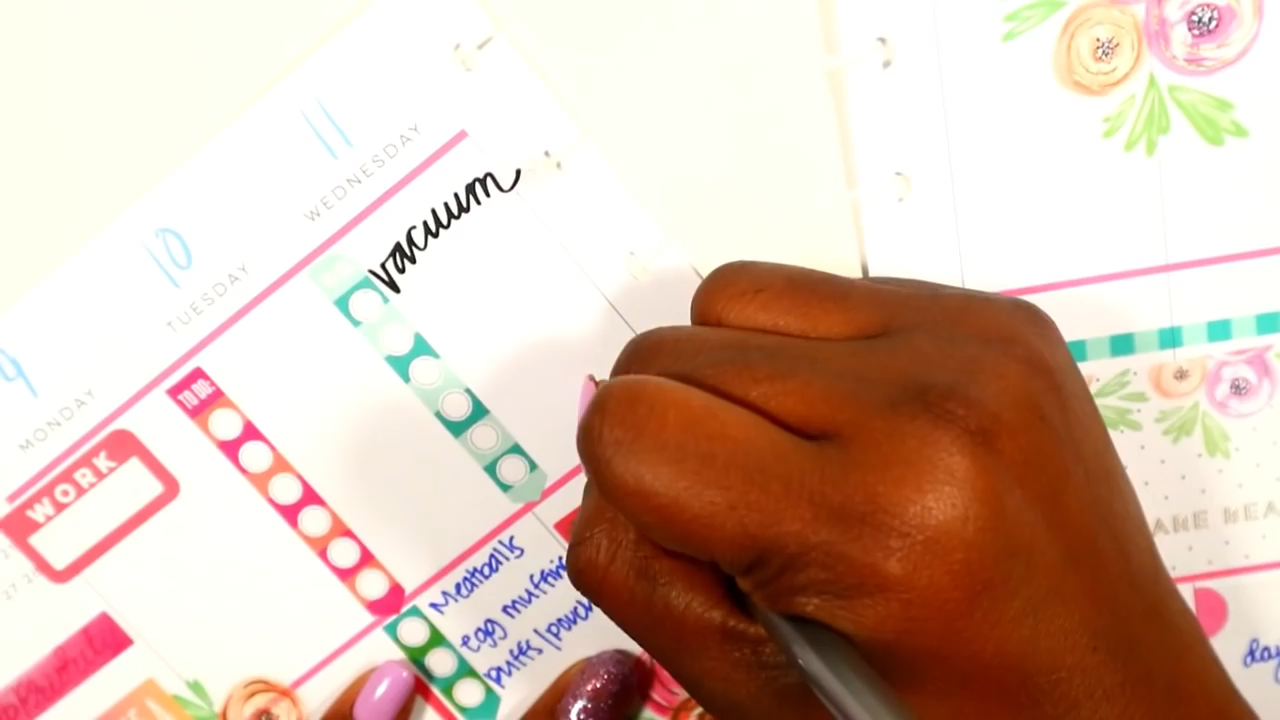 9
MONDAY
10
TUESDAY
11
WEDNESDAY
WORK
TO DO:
vacuum
Meatballs
egg muffins
puffs/pouch